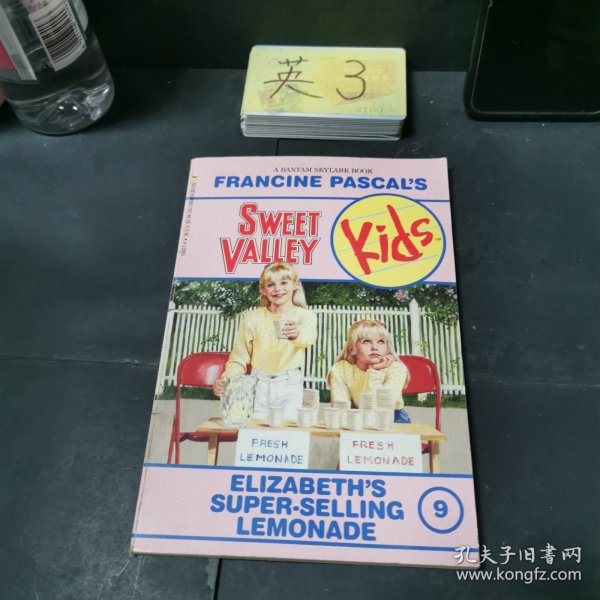 英 3
A BANTAM SKYLARK BOOK
FRANCINE PASCAL'S
SWEET
VALLEY
Kids
FRESH
LEMONADE
FRESH
LEMONADE
ELIZABETH'S
SUPER-SELLING
LEMONADE
9
孔夫子旧书网
www.kongfz.com